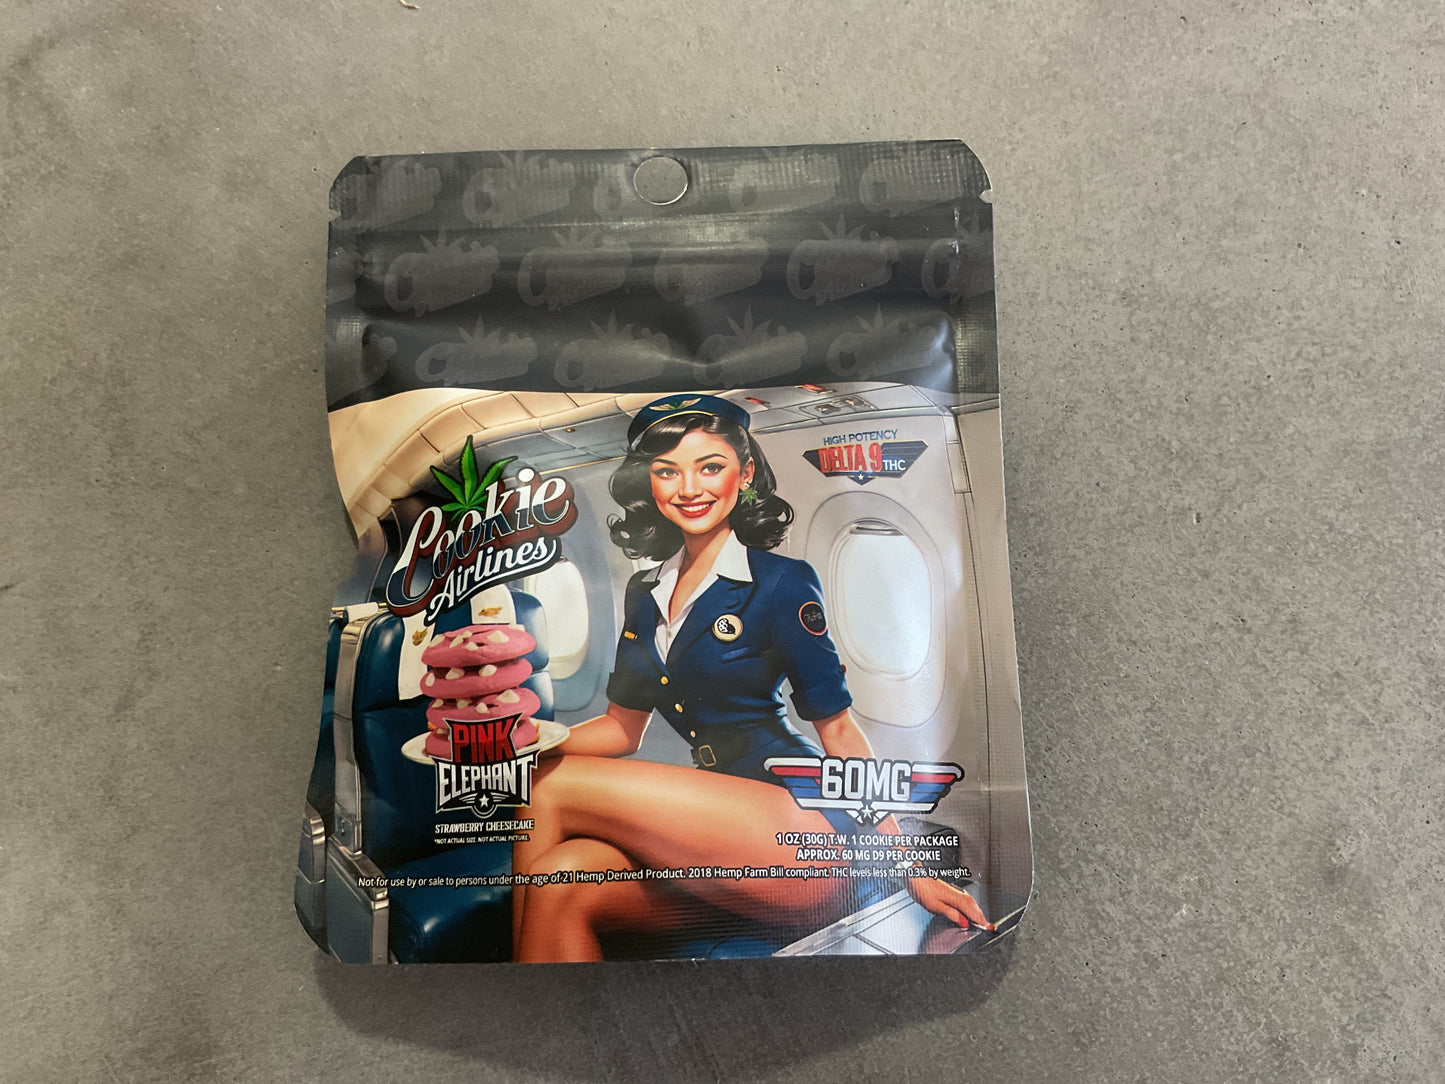 HIGH POTENCY
DELTA 9 THC
Cookie
Airlines
PINK
ELEPHANT
STRAWBERRY CHEESECAKE
*NOT ACTUAL SIZE. NOT ACTUAL PICTURE.
60MG
1 OZ (30G) T.W. 1 COOKIE PER PACKAGE
APPROX. 60 MG D9 PER COOKIE
Not for use by or sale to persons under the age of 21 Hemp Derived Product. 2018 Hemp Farm Bill compliant. THC levels less than 0.3% by weight.